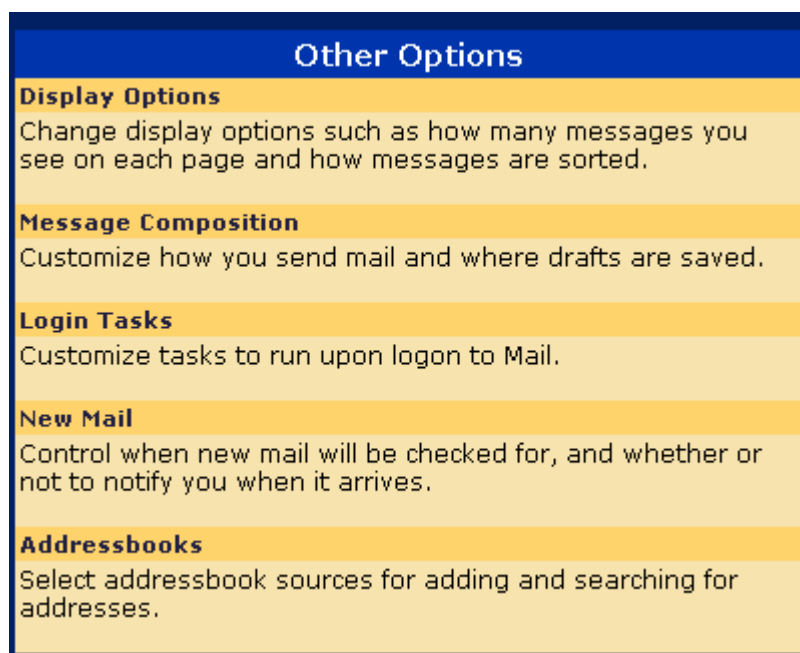 Other Options
Display Options
Change display options such as how many messages you
see on each page and how messages are sorted.
Message Composition
Customize how you send mail and where drafts are saved.
Login Tasks
Customize tasks to run upon logon to Mail.
New Mail
Control when new mail will be checked for, and whether or
not to notify you when it arrives.
Addressbooks
Select addressbook sources for adding and searching for
addresses.